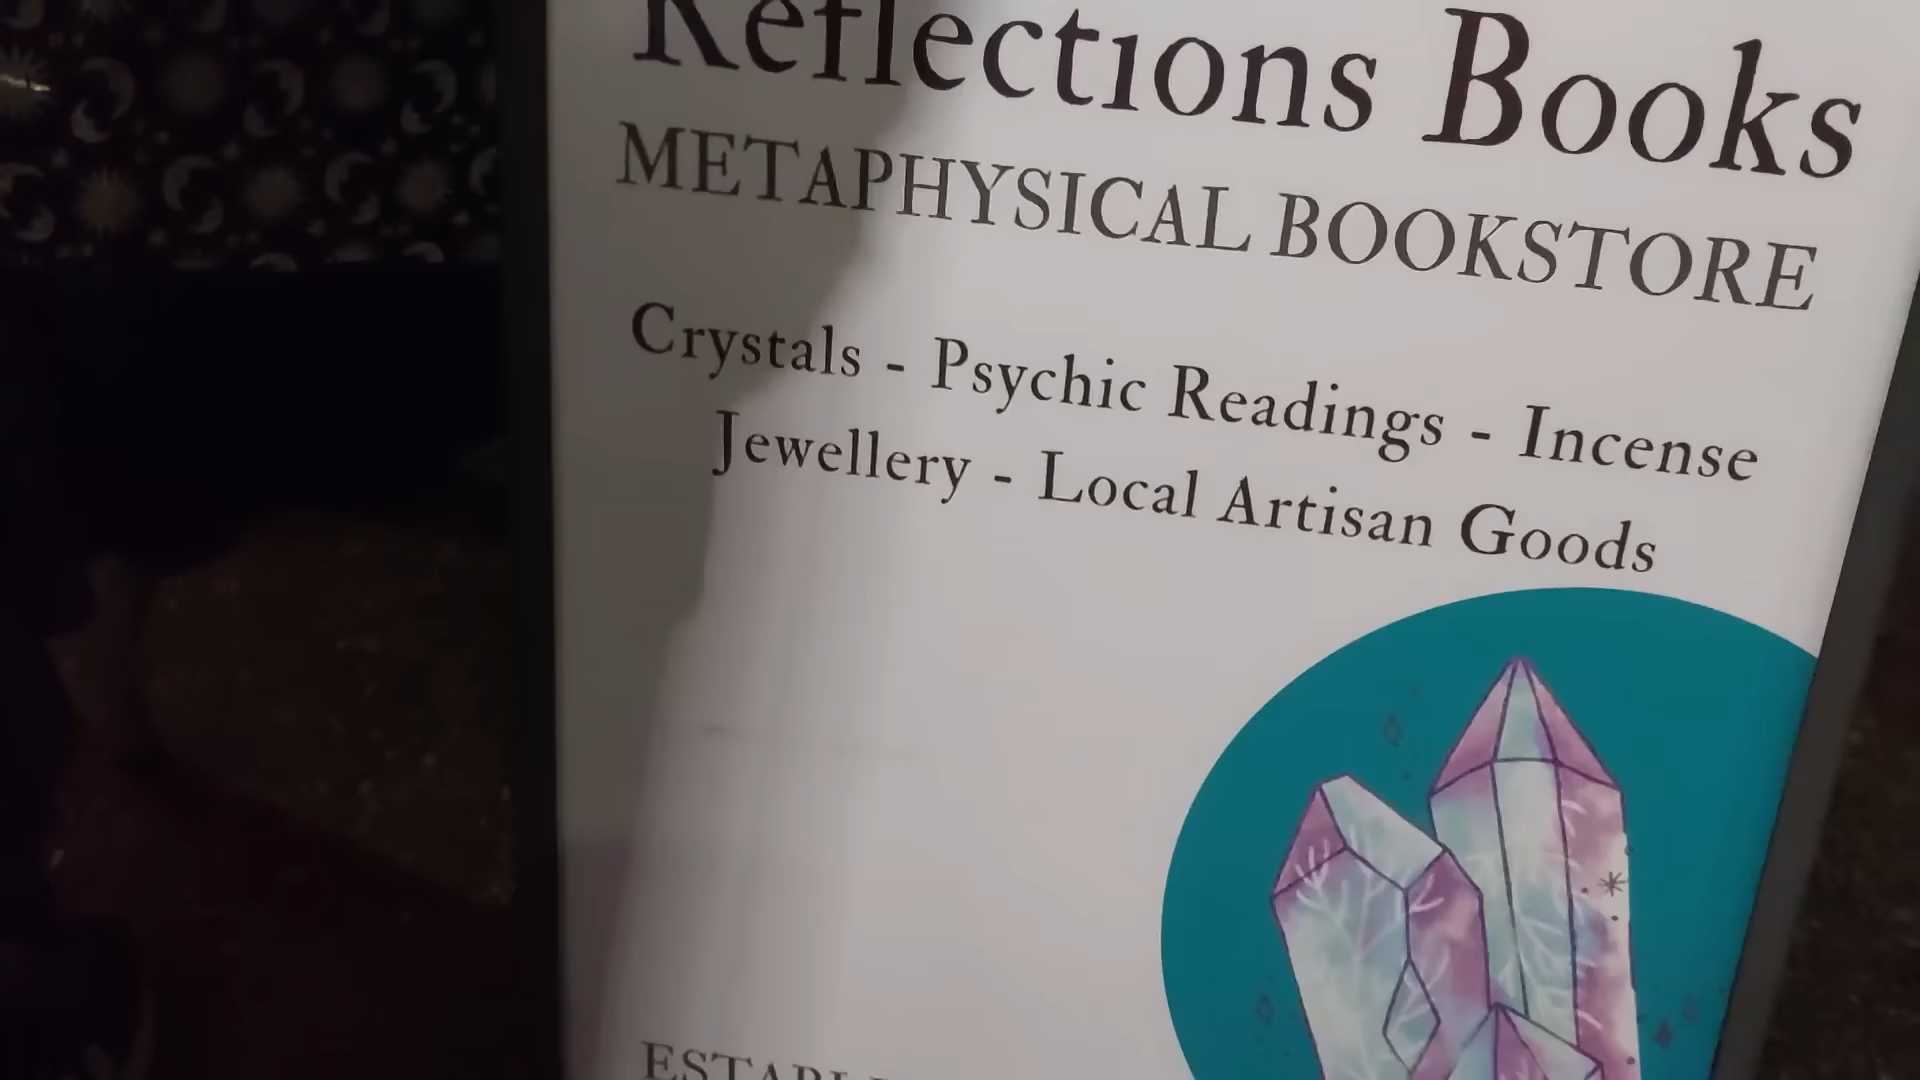 Reflections Books
METAPHYSICAL BOOKSTORE
Crystals - Psychic Readings - Incense
Jewellery - Local Artisan Goods